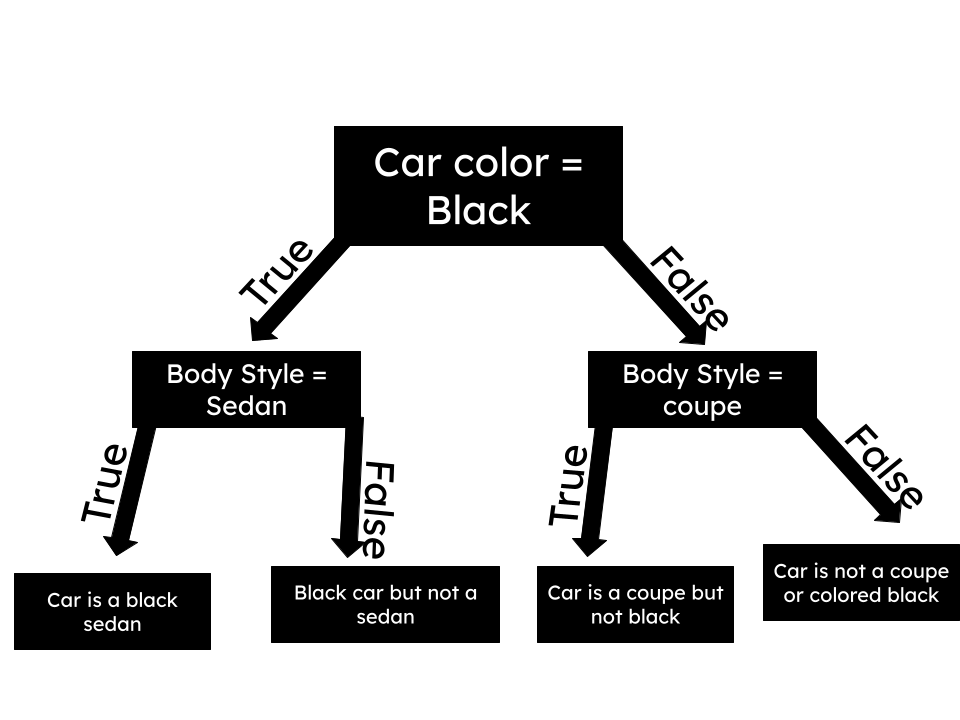 Car color =
Black
True
False
Body Style =
Sedan
Body Style =
coupe
True
False
True
False
Car is a black
sedan
Black car but not a
sedan
Car is a coupe but
not black
Car is not a coupe
or colored black